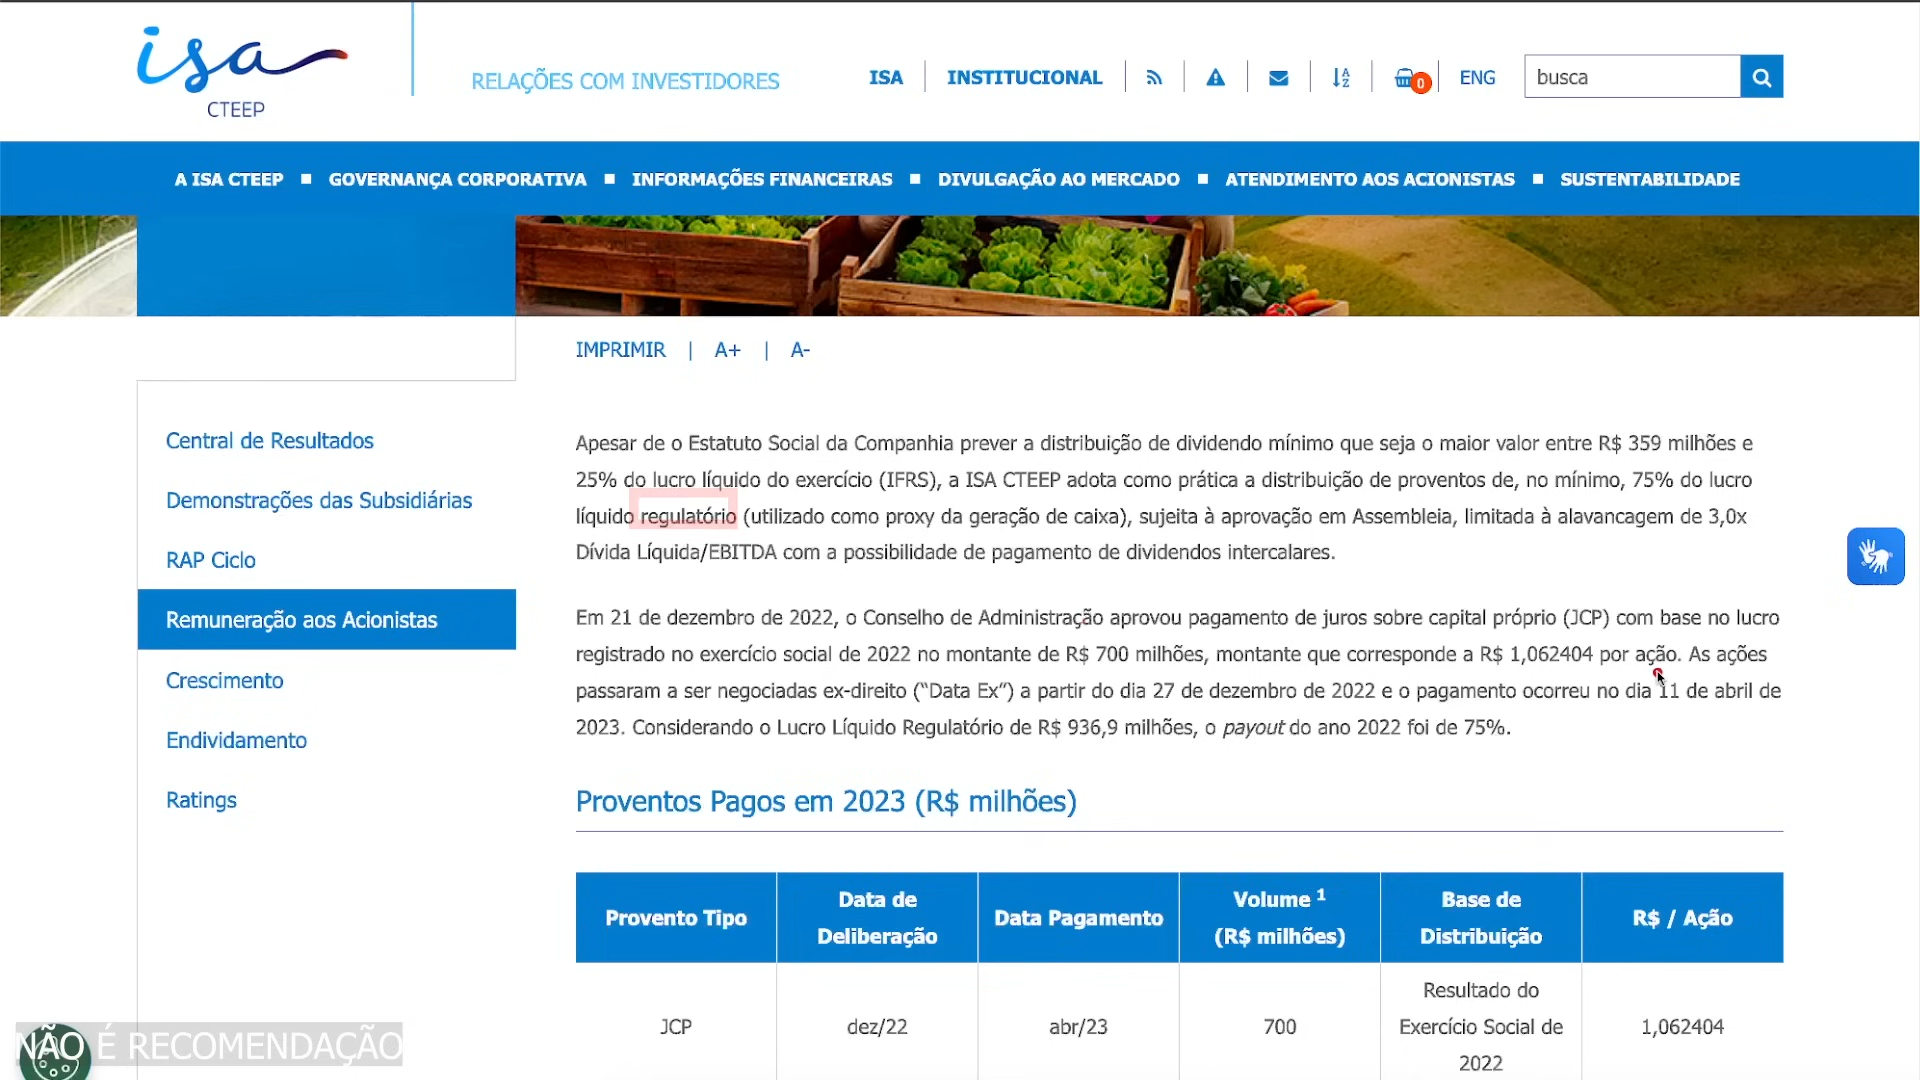 isa
CTEEP
RELAÇÕES COM INVESTIDORES
ISA
INSTITUCIONAL
A
Z
0
ENG
busca
A ISA CTEEP
GOVERNANÇA CORPORATIVA
INFORMAÇÕES FINANCEIRAS
DIVULGAÇÃO AO MERCADO
ATENDIMENTO AOS ACIONISTAS
SUSTENTABILIDADE
IMPRIMIR | A+ | A-
Central de Resultados
Demonstrações das Subsidiárias
RAP Ciclo
Remuneração aos Acionistas
Crescimento
Endividamento
Ratings
Apesar de o Estatuto Social da Companhia prever a distribuição de dividendo mínimo que seja o maior valor entre R$ 359 milhões e
25% do lucro líquido do exercício (IFRS), a ISA CTEEP adota como prática a distribuição de proventos de, no mínimo, 75% do lucro
líquido regulatório (utilizado como proxy da geração de caixa), sujeita à aprovação em Assembleia, limitada à alavancagem de 3,0x
Dívida Líquida/EBITDA com a possibilidade de pagamento de dividendos intercalares.
Em 21 de dezembro de 2022, o Conselho de Administração aprovou pagamento de juros sobre capital próprio (JCP) com base no lucro
registrado no exercício social de 2022 no montante de R$ 700 milhões, montante que corresponde a R$ 1,062404 por ação. As ações
passaram a ser negociadas ex-direito (“Data Ex”) a partir do dia 27 de dezembro de 2022 e o pagamento ocorreu no dia 11 de abril de
2023. Considerando o Lucro Líquido Regulatório de R$ 936,9 milhões, o payout do ano 2022 foi de 75%.
Proventos Pagos em 2023 (R$ milhões)
Provento Tipo
Data de
Deliberação
Data Pagamento
Volume ¹
(R$ milhões)
Base de
Distribuição
R$ / Ação
JCP
dez/22
abr/23
700
Resultado do
Exercício Social de
2022
1,062404
NÃO É RECOMENDAÇÃO